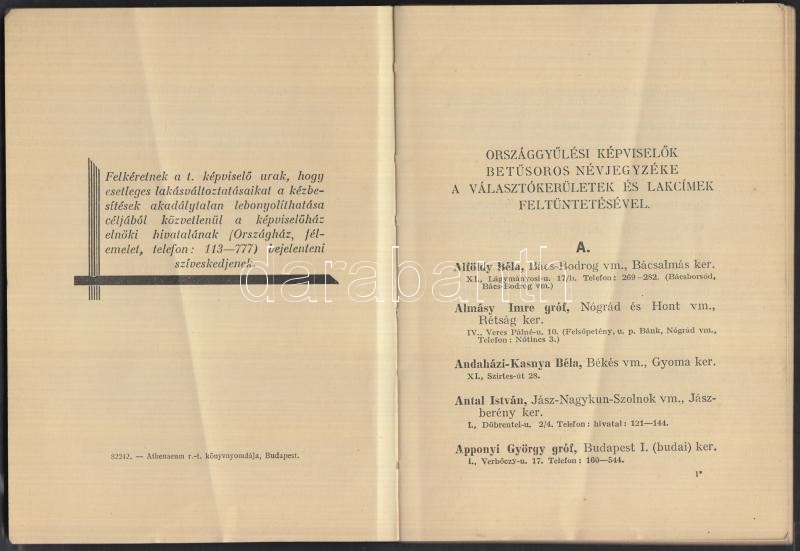 Felkéretnek a t. képviselő urak, hogy
esetleges lakásváltoztatásaikat a kézbe-
sítések akadálytalan lebonyolíthatása
céljából közvetlenül a képviselőház
elnöki hivatalának (Országház, fél-
emelet, telefon: 113—777) bejelenteni
szíveskedjenek.
82242. — Athenaeum r.-t. könyvnyomdája, Budapest.
ORSZÁGGYŰLÉSI KÉPVISELŐK
BETŰSOROS NÉVJEGYZÉKE
A VÁLASZTÓKERÜLETEK ÉS LAKCÍMEK
FELTÜNTETÉSÉVEL.
A.
Alföldy Béla, Bács-Bodrog vm., Bácsalmás ker.
XI., Lágymányosi-u. 17/b. Telefon: 269—282. (Bácsborsód,
Bács-Bodrog vm.)
Almásy Imre gróf, Nógrád és Hont vm.,
Rétság ker.
IV., Veres Pálné-u. 10. (Felsőpetény, u. p. Bánk, Nógrád vm.,
Telefon: Nőtincs 3.)
Andaházi-Kasnya Béla, Békés vm., Gyoma ker.
XI., Szirtes-út 28.
Antal István, Jász-Nagykun-Szolnok vm., Jász-
berény ker.
I., Döbrentei-u. 2/4. Telefon: hivatal: 121—144.
Apponyi György gróf, Budapest I. (budai) ker.
I., Verbőczy-u. 17. Telefon: 160—544.
1*
darabanth